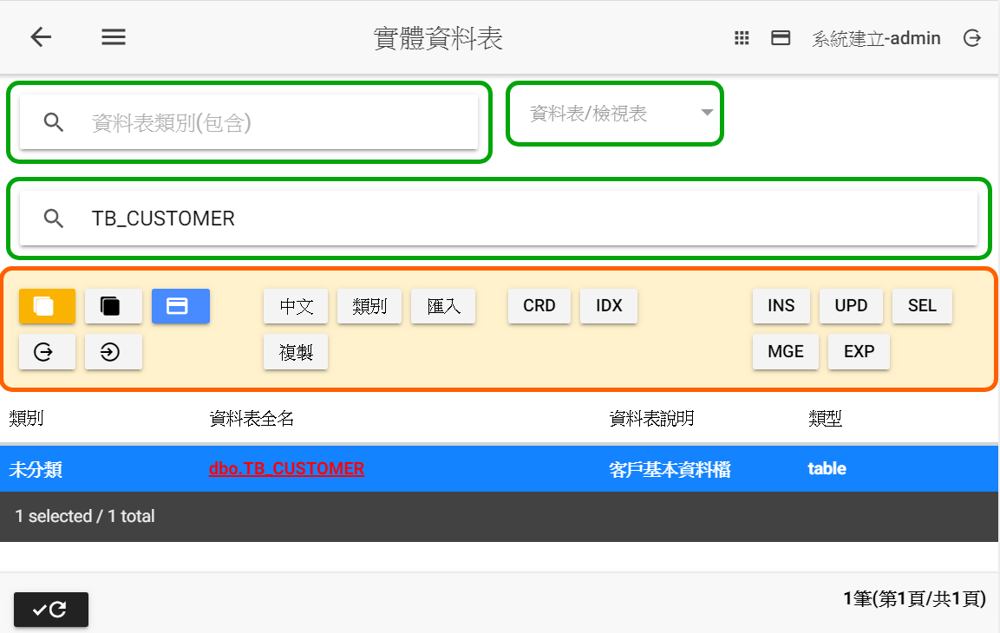 實體資料表
系統建立-admin
資料表類別(包含)
資料表/檢視表
TB_CUSTOMER
中文 類別 匯入 CRD IDX INS UPD SEL
複製 MGE EXP
類別 資料表全名 資料表說明 類型
未分類 dbo.TB_CUSTOMER 客戶基本資料檔 table
1 selected / 1 total
1筆(第1頁/共1頁)